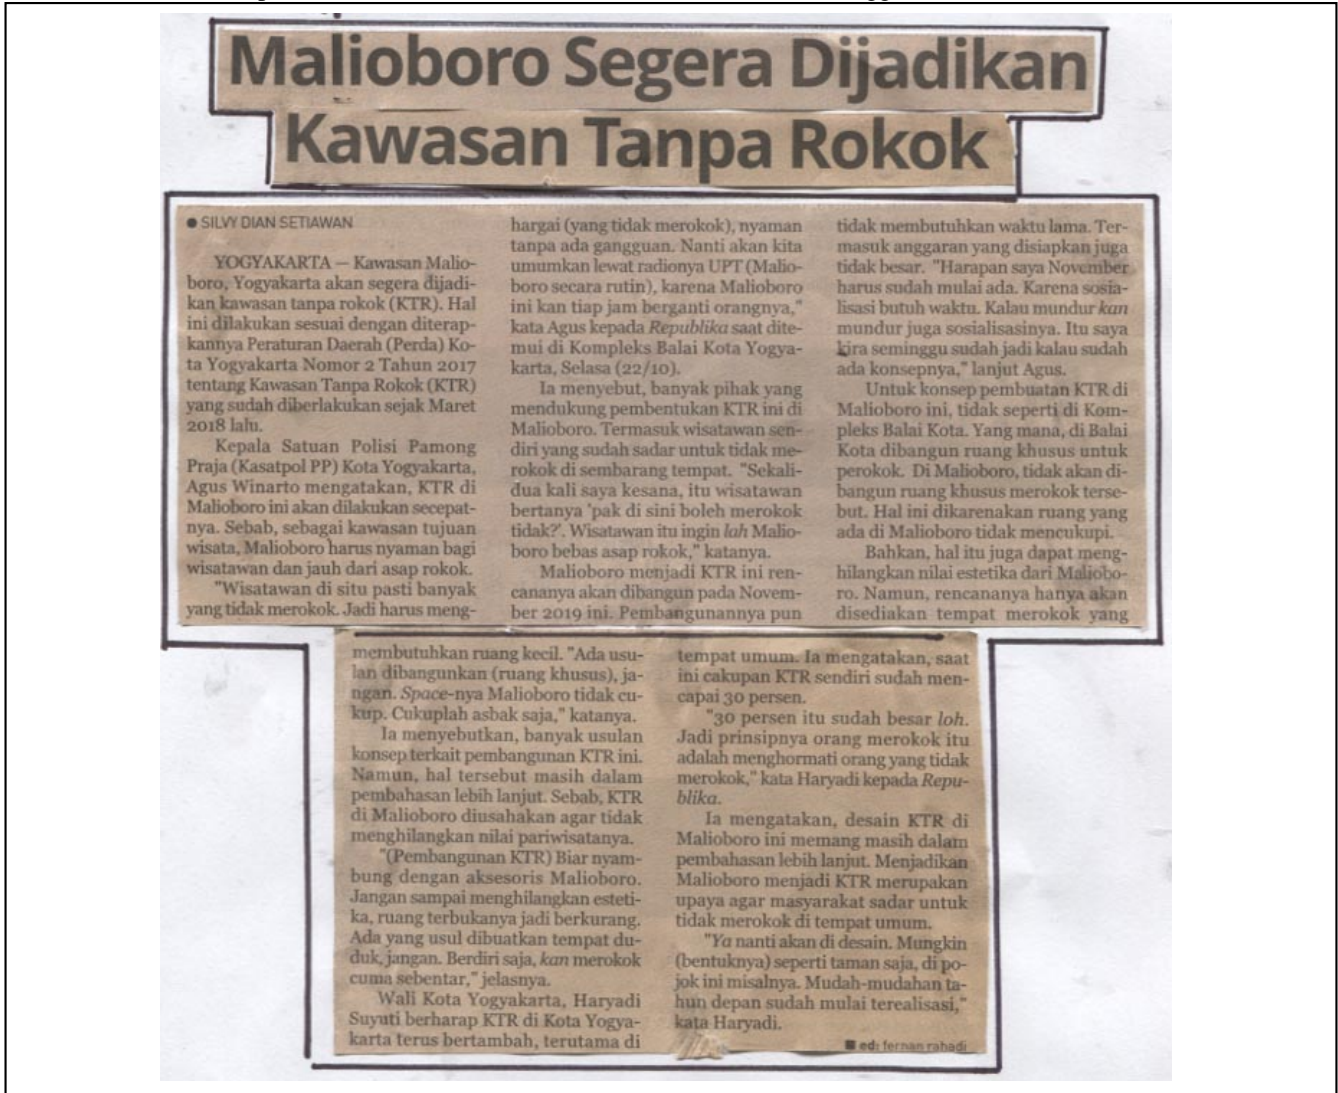 Malioboro Segera Dijadikan
Kawasan Tanpa Rokok
● SILVY DIAN SETIAWAN
YOGYAKARTA — Kawasan Malio-
boro, Yogyakarta akan segera dijadi-
kan kawasan tanpa rokok (KTR). Hal
ini dilakukan sesuai dengan diterap-
kannya Peraturan Daerah (Perda) Ko-
ta Yogyakarta Nomor 2 Tahun 2017
tentang Kawasan Tanpa Rokok (KTR)
yang sudah diberlakukan sejak Maret
2018 lalu.
Kepala Satuan Polisi Pamong
Praja (Kasatpol PP) Kota Yogyakarta,
Agus Winarto mengatakan, KTR di
Malioboro ini akan dilakukan secepat-
nya. Sebab, sebagai kawasan tujuan
wisata, Malioboro harus nyaman bagi
wisatawan dan jauh dari asap rokok.
"Wisatawan di situ pasti banyak
yang tidak merokok. Jadi harus meng-
hargai (yang tidak merokok), nyaman
tanpa ada gangguan. Nanti akan kita
umumkan lewat radionya UPT (Malio-
boro secara rutin), karena Malioboro
ini kan tiap jam berganti orangnya,"
kata Agus kepada Republika saat dite-
mui di Kompleks Balai Kota Yogya-
karta, Selasa (22/10).
Ia menyebut, banyak pihak yang
mendukung pembentukan KTR ini di
Malioboro. Termasuk wisatawan sen-
diri yang sudah sadar untuk tidak me-
rokok di sembarang tempat. "Sekali-
dua kali saya kesana, itu wisatawan
bertanya 'pak di sini boleh merokok
tidak?'. Wisatawan itu ingin lah Malio-
boro bebas asap rokok," katanya.
Malioboro menjadi KTR ini ren-
cananya akan dibangun pada Novem-
ber 2019 ini. Pembangunannya pun
tidak membutuhkan waktu lama. Ter-
masuk anggaran yang disiapkan juga
tidak besar. "Harapan saya November
harus sudah mulai ada. Karena sosia-
lisasi butuh waktu. Kalau mundur kan
mundur juga sosialisasinya. Itu saya
kira seminggu sudah jadi kalau sudah
ada konsepnya," lanjut Agus.
Untuk konsep pembuatan KTR di
Malioboro ini, tidak seperti di Kom-
pleks Balai Kota. Yang mana, di Balai
Kota dibangun ruang khusus untuk
perokok. Di Malioboro, tidak akan di-
bangun ruang khusus merokok terse-
but. Hal ini dikarenakan ruang yang
ada di Malioboro tidak mencukupi.
Bahkan, hal itu juga dapat meng-
hilangkan nilai estetika dari Maliobo-
ro. Namun, rencananya hanya akan
disediakan tempat merokok yang
membutuhkan ruang kecil. "Ada usu-
lan dibangunkan (ruang khusus), ja-
ngan. Space-nya Malioboro tidak cu-
kup. Cukuplah asbak saja," katanya.
Ia menyebutkan, banyak usulan
konsep terkait pembangunan KTR ini.
Namun, hal tersebut masih dalam
pembahasan lebih lanjut. Sebab, KTR
di Malioboro diusahakan agar tidak
menghilangkan nilai pariwisatanya.
"(Pembangunan KTR) Biar nyam-
bung dengan aksesoris Malioboro.
Jangan sampai menghilangkan esteti-
ka, ruang terbukanya jadi berkurang.
Ada yang usul dibuatkan tempat du-
duk, jangan. Berdiri saja, kan merokok
cuma sebentar," jelasnya.
Wali Kota Yogyakarta, Haryadi
Suyuti berharap KTR di Kota Yogya-
karta terus bertambah, terutama di
tempat umum. Ia mengatakan, saat
ini cakupan KTR sendiri sudah men-
capai 30 persen.
"30 persen itu sudah besar loh.
Jadi prinsipnya orang merokok itu
adalah menghormati orang yang tidak
merokok," kata Haryadi kepada Repu-
blika.
Ia mengatakan, desain KTR di
Malioboro ini memang masih dalam
pembahasan lebih lanjut. Menjadikan
Malioboro menjadi KTR merupakan
upaya agar masyarakat sadar untuk
tidak merokok di tempat umum.
"Ya nanti akan di desain. Mungkin
(bentuknya) seperti taman saja, di po-
jok ini misalnya. Mudah-mudahan ta-
hun depan sudah mulai terealisasi,"
kata Haryadi.
■ ed: fernan rahadi